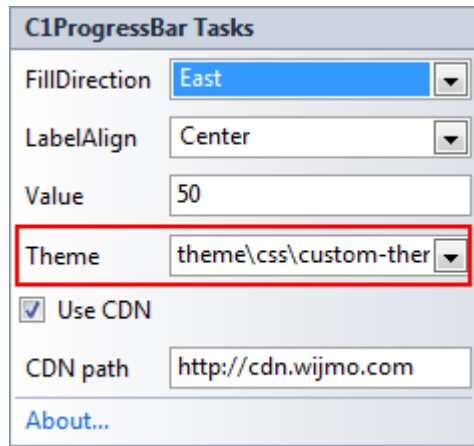 C1ProgressBar Tasks
FillDirection East
LabelAlign Center
Value 50
Theme theme\css\custom-ther
Use CDN
CDN path http://cdn.wijmo.com
About...